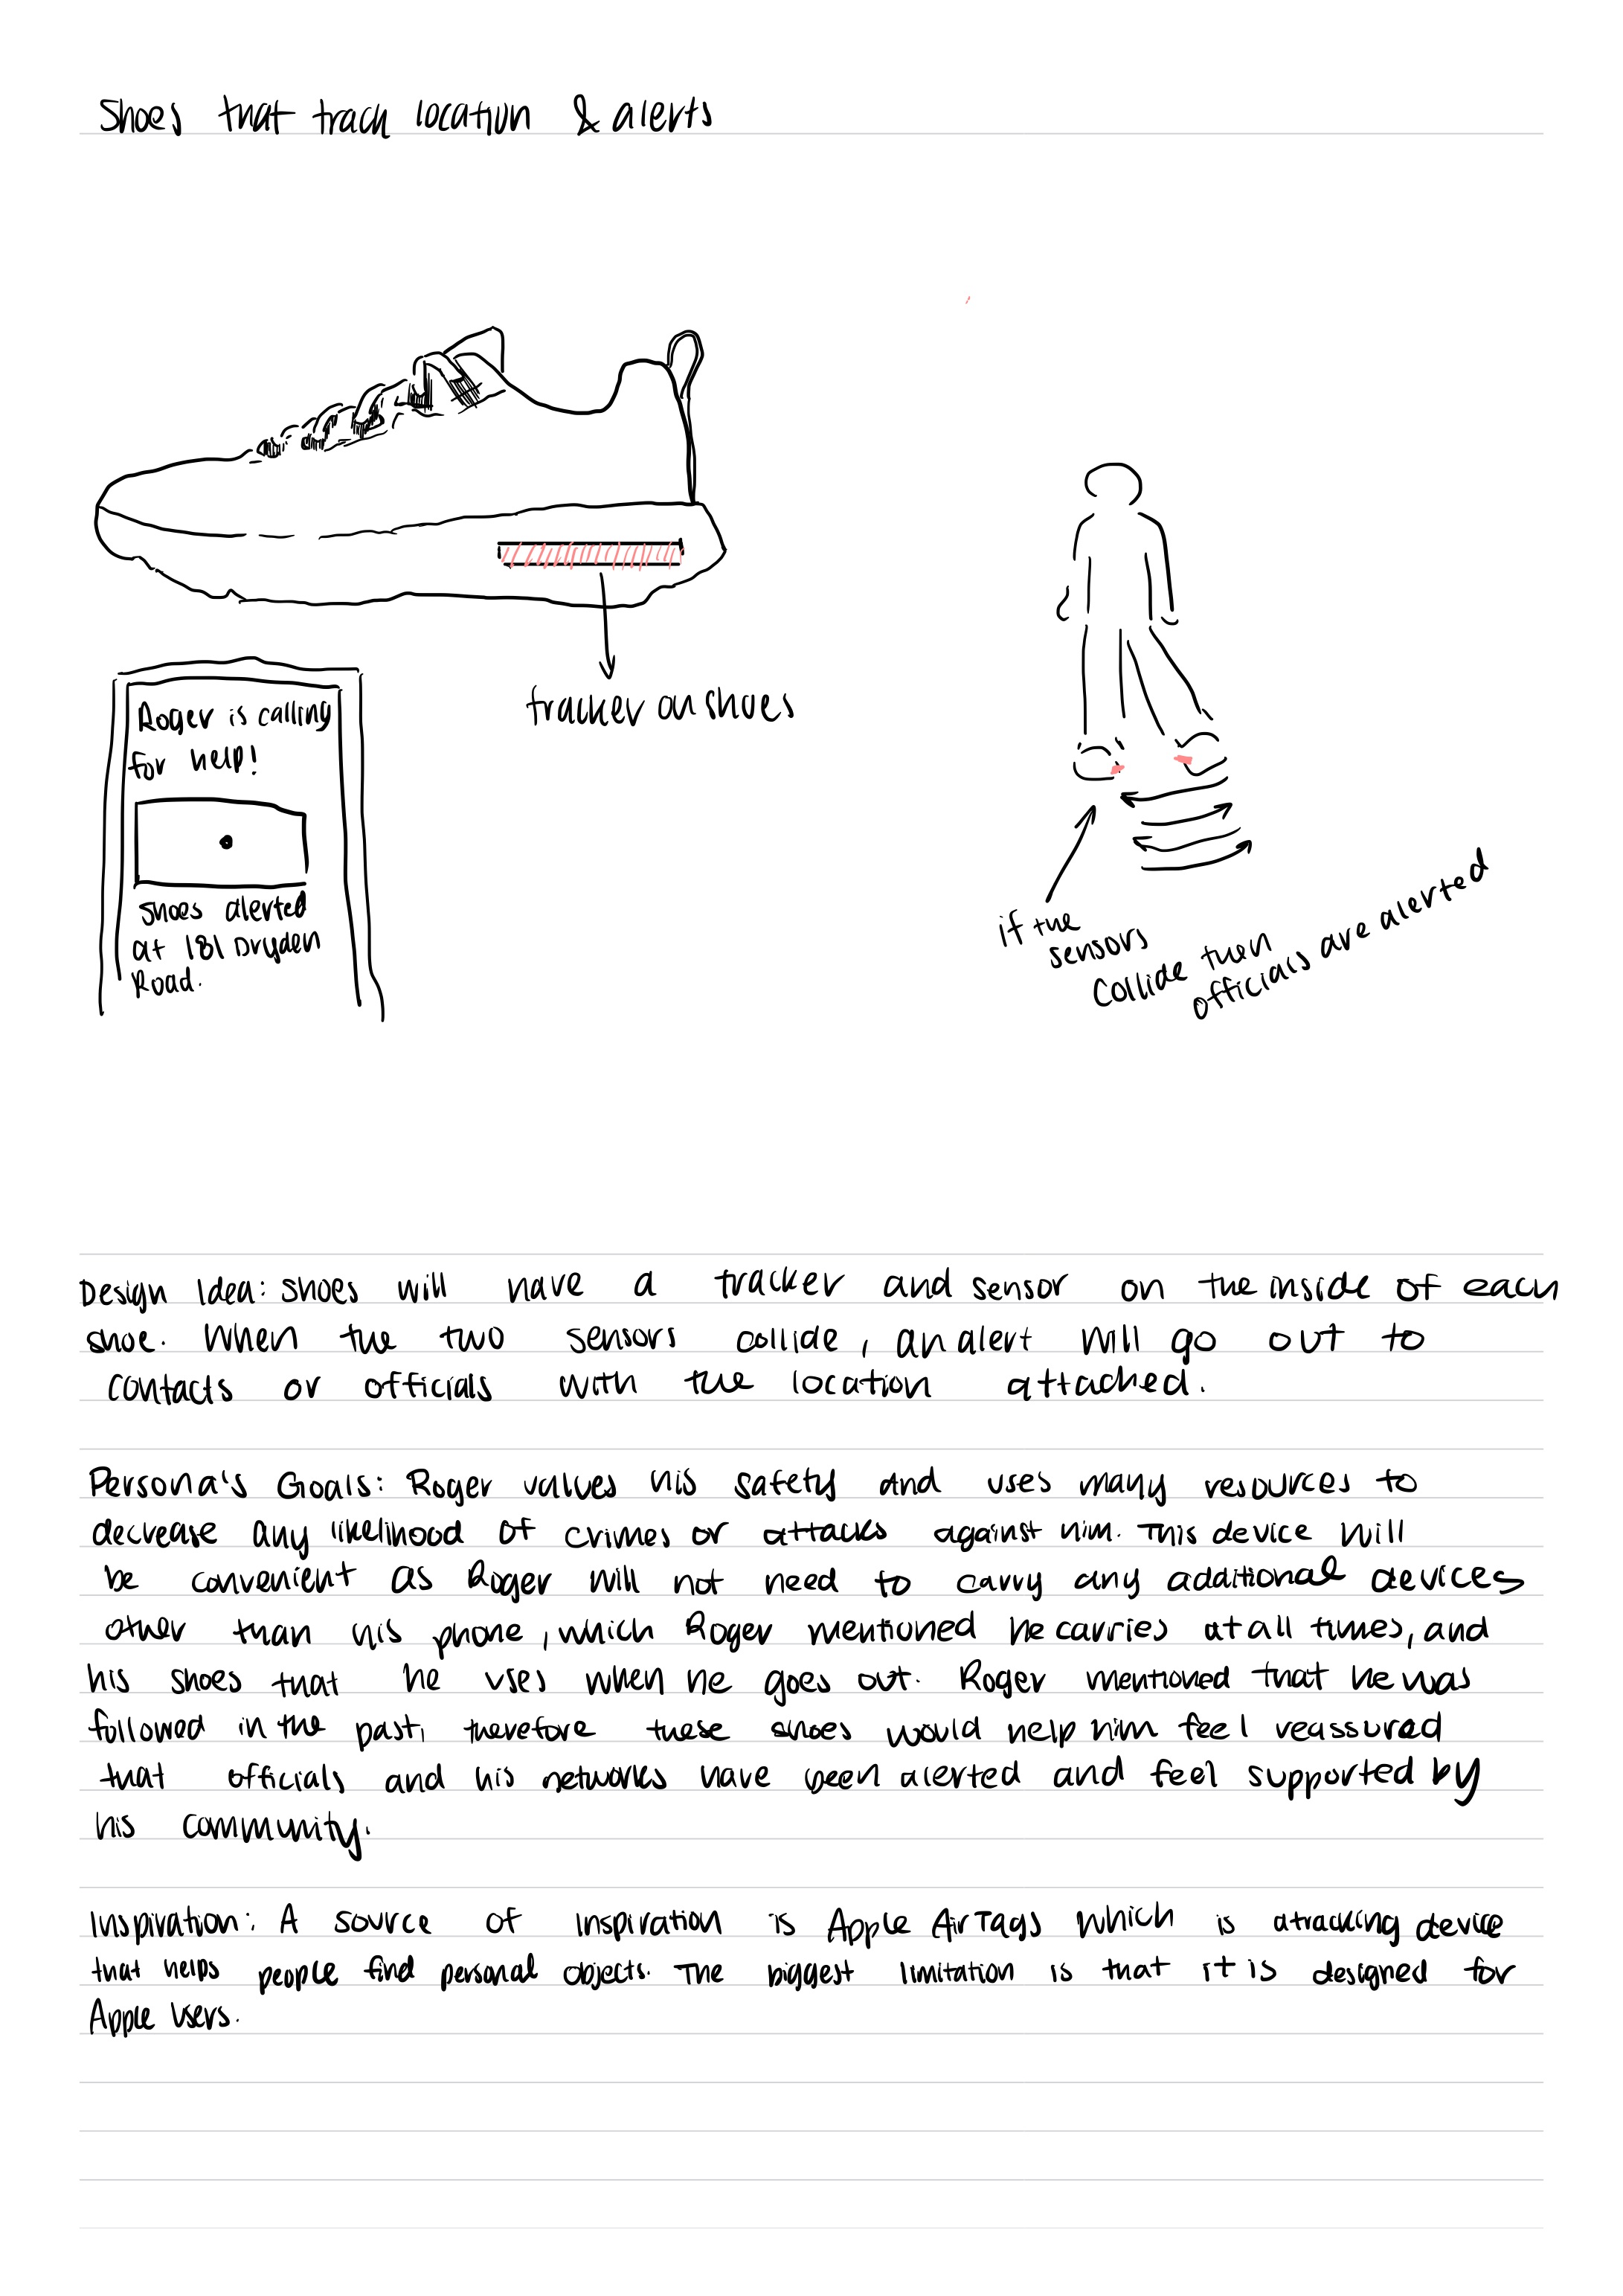 Shoes that track location & alerts
tracker on shoes
Roger is calling
for help!
shoes alerted
at 181 Dryden
Road.
if the
sensors
collide then
officials are alerted
Design Idea: shoes will have a tracker and sensor on the inside of each
shoe. When the two sensors collide, an alert will go out to
contacts or officials with the location attached.
Persona's Goals: Roger values his safety and uses many resources to
decrease any likelihood of crimes or attacks against him. This device will
be convenient as Roger will not need to carry any additional devices
other than his phone, which Roger mentioned he carries at all times, and
his shoes that he uses when he goes out. Roger mentioned that he was
followed in the past, therefore these shoes would help him feel reassured
that officials and his networks have been alerted and feel supported by
his community.
Inspiration: A source of inspiration is Apple AirTags which is a tracking device
that helps people find personal objects. The biggest limitation is that it is designed for
Apple Users.